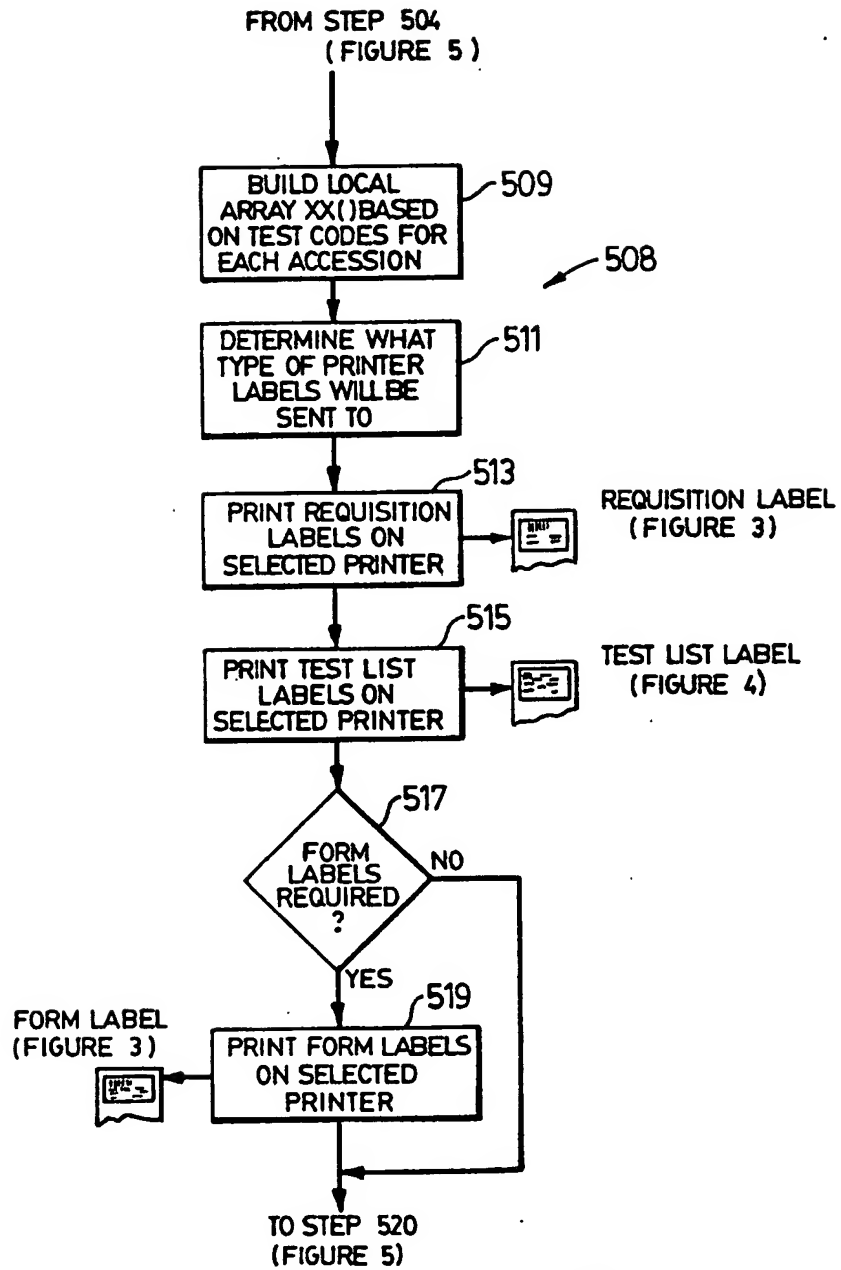 FROM STEP 504
(FIGURE 5)
BUILD LOCAL
ARRAY XX()BASED
ON TEST CODES FOR
EACH ACCESSION
509
508
DETERMINE WHAT
TYPE OF PRINTER
LABELS WILL BE
SENT TO
511
513
PRINT REQUISITION
LABELS ON
SELECTED PRINTER
REQUISITION LABEL
(FIGURE 3)
515
PRINT TEST LIST
LABELS ON
SELECTED PRINTER
TEST LIST LABEL
(FIGURE 4)
517
FORM
LABELS
REQUIRED
?
NO
YES
519
FORM LABEL
(FIGURE 3)
PRINT FORM LABELS
ON SELECTED
PRINTER
TO STEP 520
(FIGURE 5)